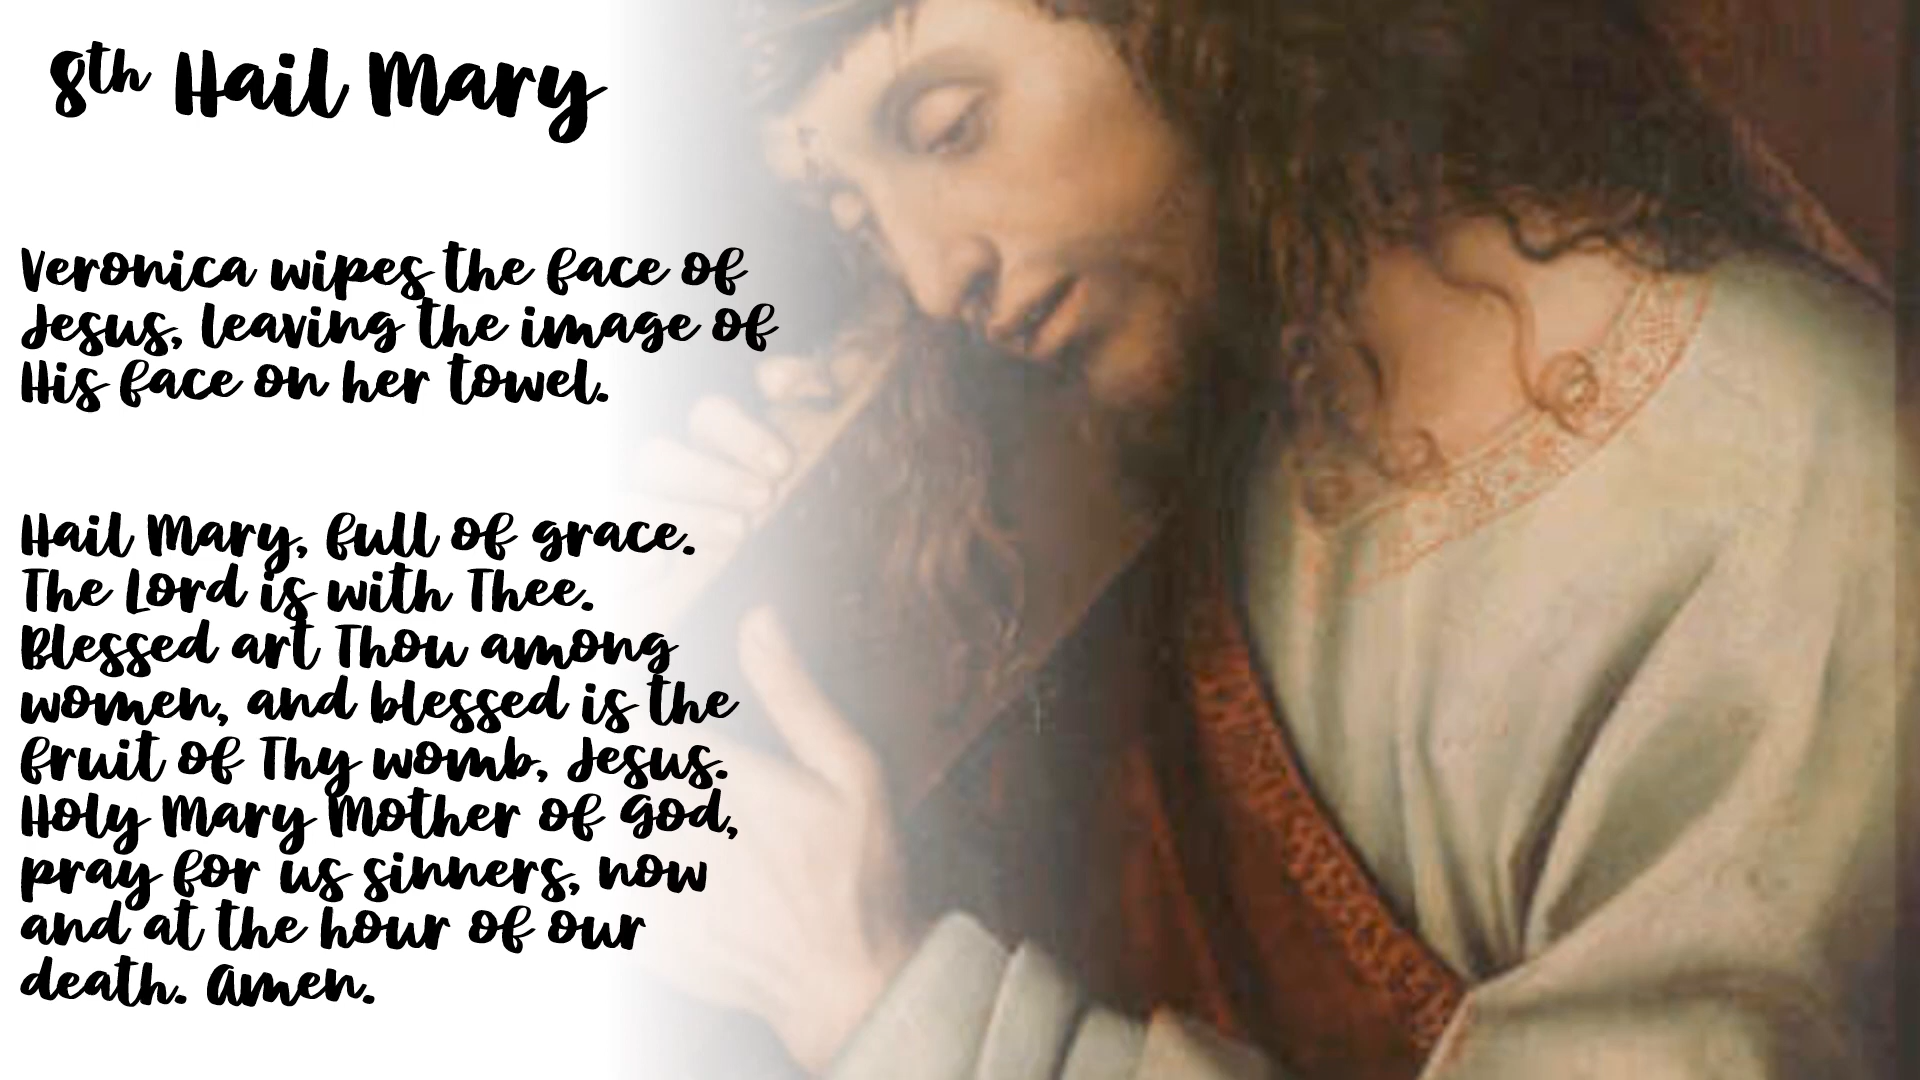 8th Hail Mary
Veronica wipes the face of
Jesus, leaving the image of
His face on her towel.
Hail Mary, full of grace.
The Lord is with Thee.
Blessed art Thou among
women, and blessed is the
fruit of Thy womb, Jesus.
Holy Mary Mother of God,
pray for us sinners, now
and at the hour of our
death. Amen.